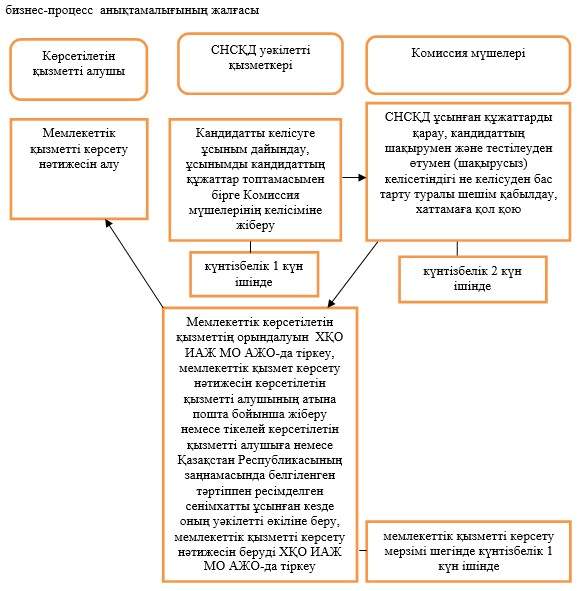 бизнес-процесс анықтамалығының жалғасы
Көрсетілетін
қызметті алушы
СНСҚД уәкілетті
қызметкері
Комиссия мүшелері
Мемлекеттік
қызметті көрсету
нәтижесін алу
Кандидатты келісуге
ұсыным дайындау,
ұсынымды кандидаттың
құжаттар топтамасымен
бірге Комиссия
мүшелерінің келісіміне
жіберу
СНСҚД ұсынған құжаттарды
қарау, кандидаттың
шақырумен және тестілеуден
өтумен (шақырусыз)
келісетіндігі не келісуден бас
тарту туралы шешім қабылдау,
хаттамаға қол қою
күнтізбелік 1 күн
ішінде
күнтізбелік 2 күн
ішінде
Мемлекеттік көрсетілетін
қызметтің орындалуын ХҚО
ИАЖ МО АЖО-да тіркеу,
мемлекеттік қызмет көрсету
нәтижесін көрсетілетін
қызметті алушының атына
пошта бойынша жіберу
немесе тікелей көрсетілетін
қызметті алушыға немесе
Қазақстан Республикасының
заңнамасында белгіленген
тәртіппен ресімделген
сенімхатты ұсынған кезде
оның уәкілетті өкіліне беру,
мемлекеттік қызметті көрсету
нәтижесін беруді ХҚО ИАЖ
МО АЖО-да тіркеу
мемлекеттік қызметті көрсету
мерзімі шегінде күнтізбелік 1
күн ішінде